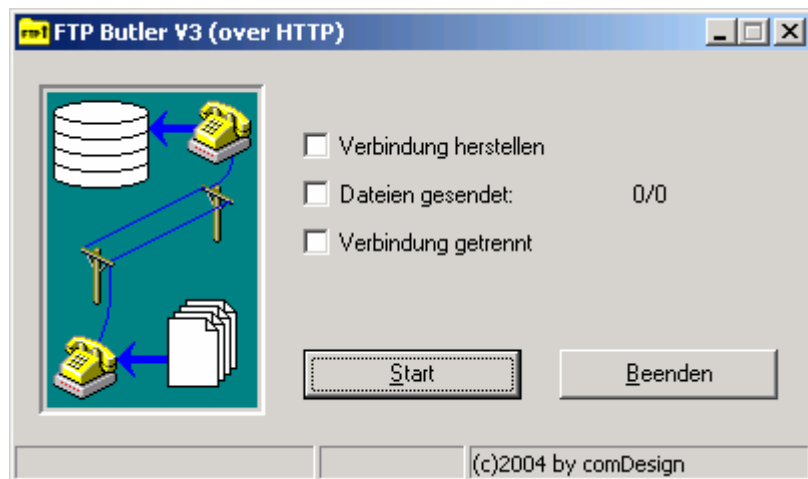 FTP Butler V3 (over HTTP)
Verbindung herstellen
Dateien gesendet: 0/0
Verbindung getrennt
Start
Beenden
(c)2004 by comDesign